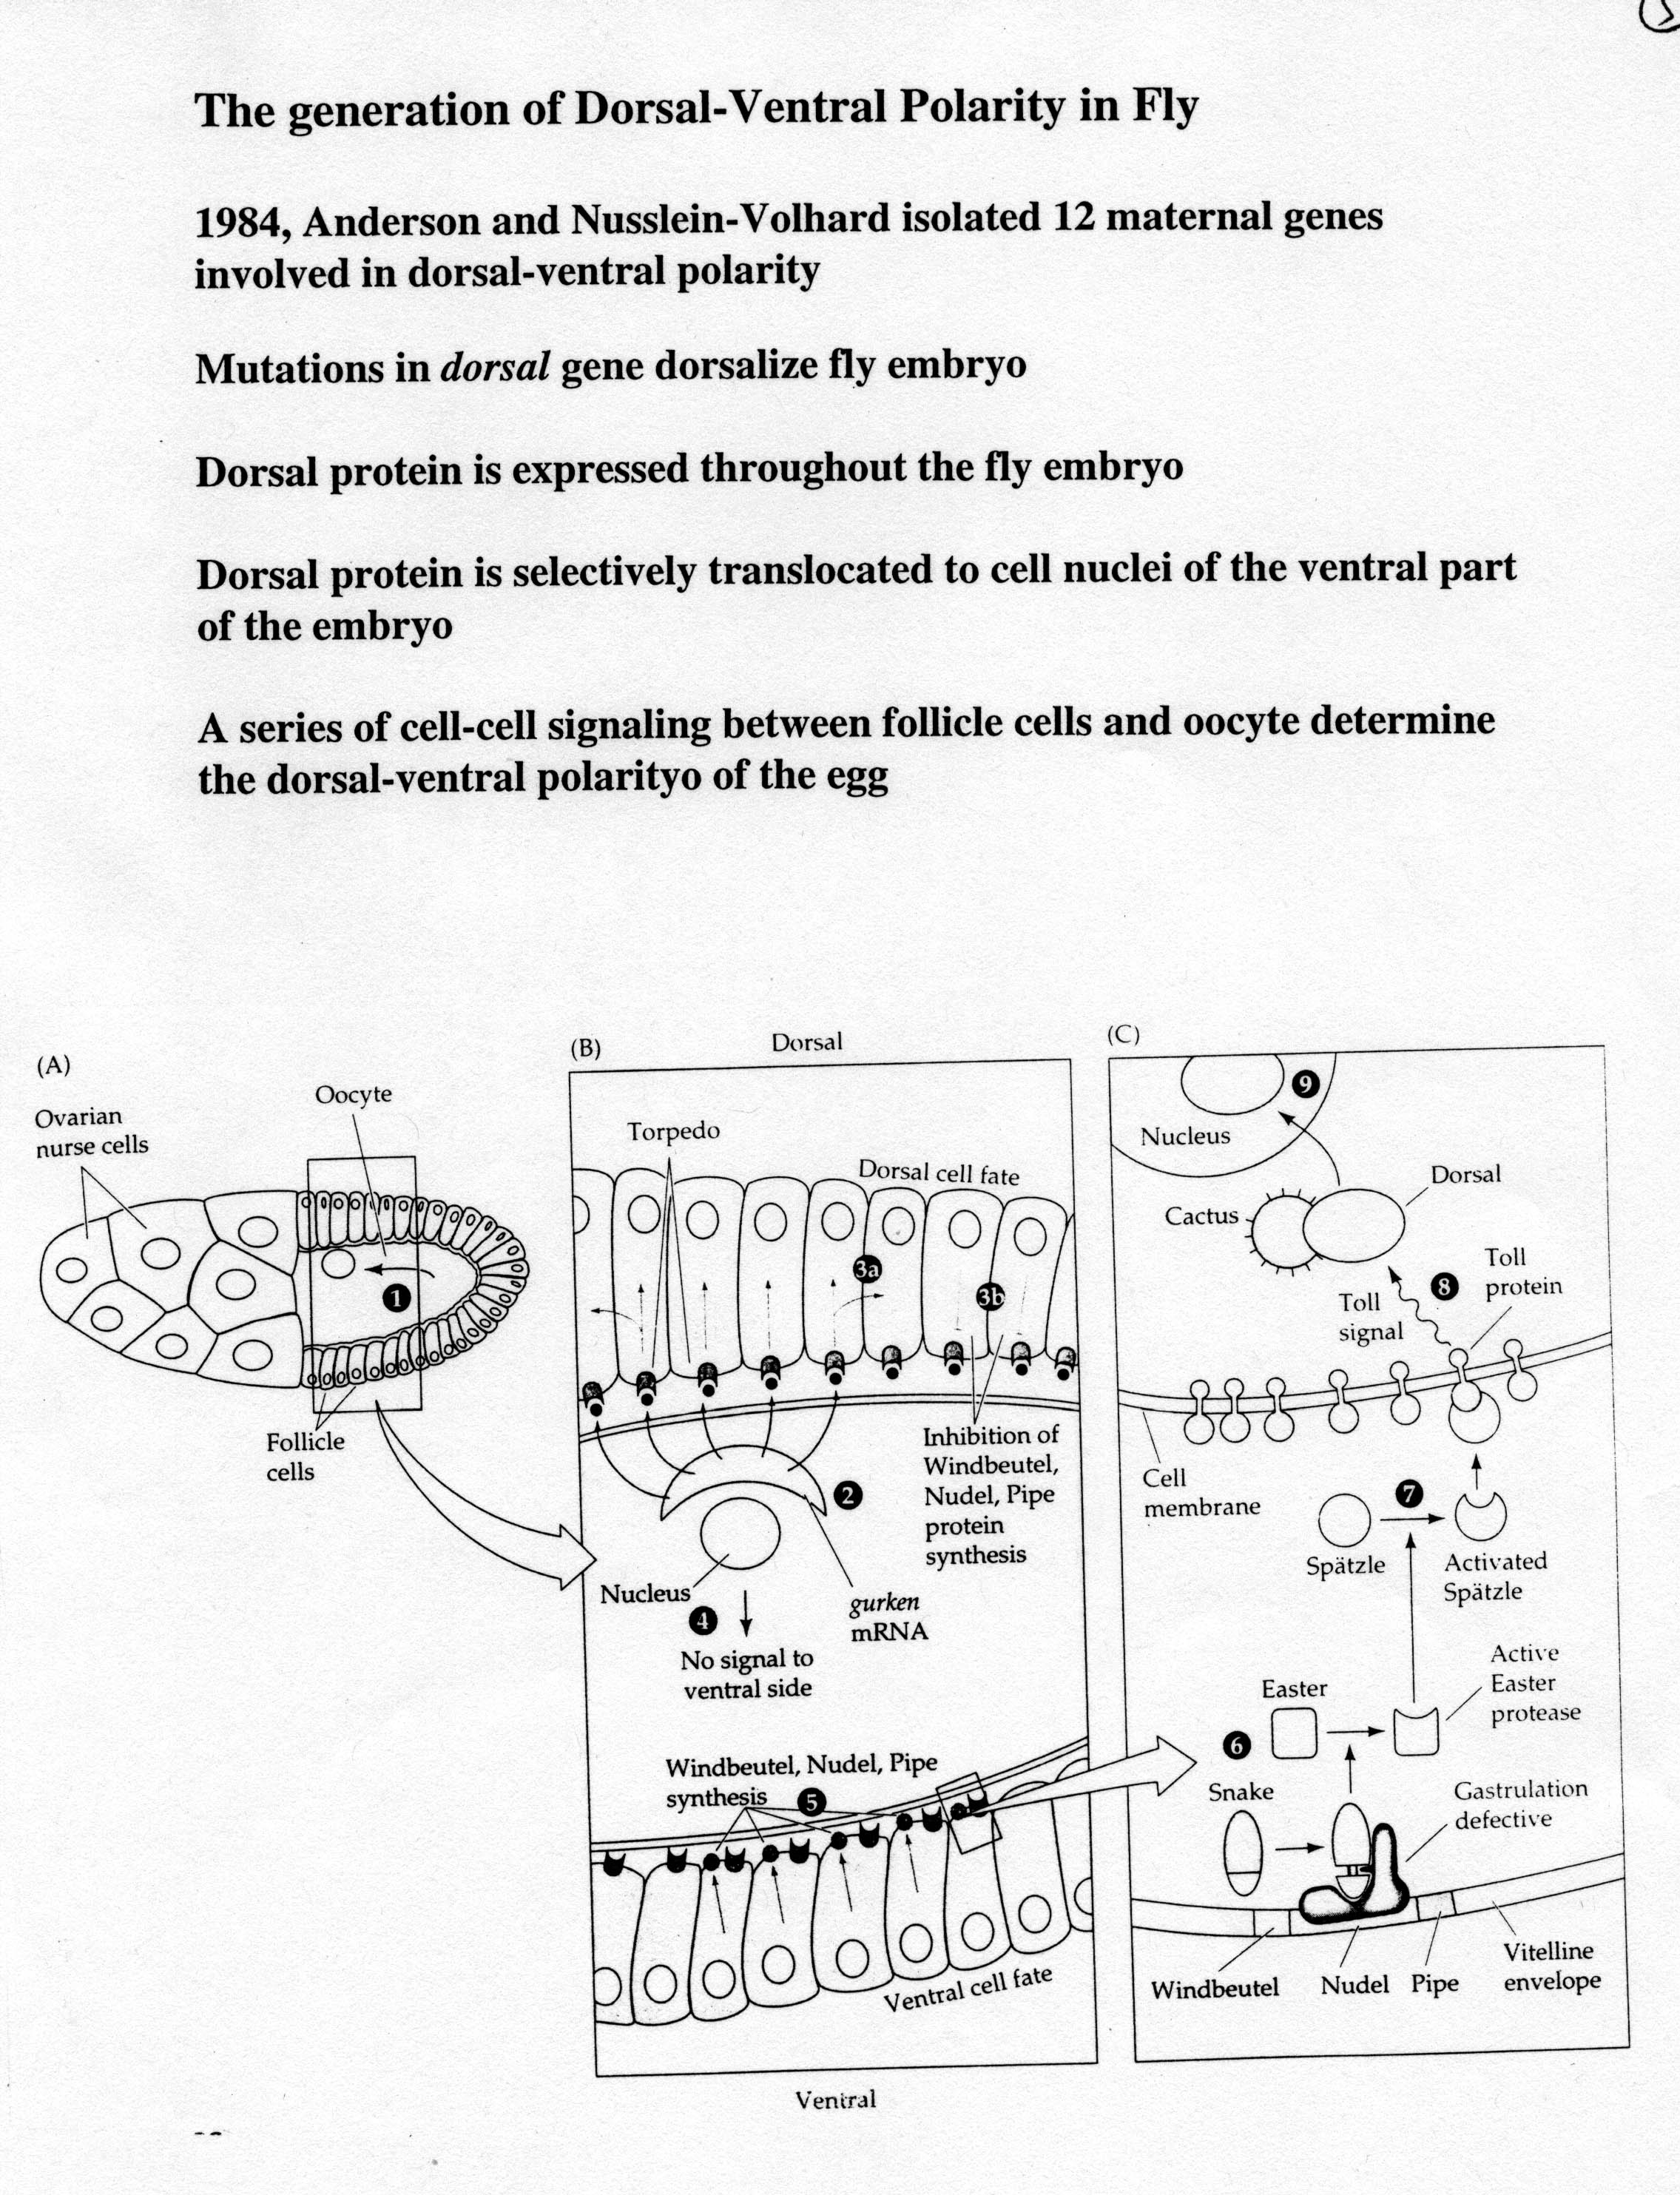 The generation of Dorsal-Ventral Polarity in Fly
1984, Anderson and Nusslein-Volhard isolated 12 maternal genes
involved in dorsal-ventral polarity
Mutations in dorsal gene dorsalize fly embryo
Dorsal protein is expressed throughout the fly embryo
Dorsal protein is selectively translocated to cell nuclei of the ventral part
of the embryo
A series of cell-cell signaling between follicle cells and oocyte determine
the dorsal-ventral polarityo of the egg
(A)
Ovarian
nurse cells
Oocyte
1
Follicle
cells
(B)
Dorsal
Torpedo
Dorsal cell fate
3a
3b
Inhibition of
Windbeutel,
Nudel, Pipe
protein
synthesis
2
Nucleus
gurken
mRNA
4
No signal to
ventral side
Windbeutel, Nudel, Pipe
synthesis
5
Ventral cell fate
Ventral
(C)
9
Nucleus
Dorsal
Cactus
Toll
protein
8
Toll
signal
Cell
membrane
7
Spätzle
Activated
Spätzle
Active
Easter
protease
Easter
6
Snake
Gastrulation
defective
Windbeutel
Nudel
Pipe
Vitelline
envelope